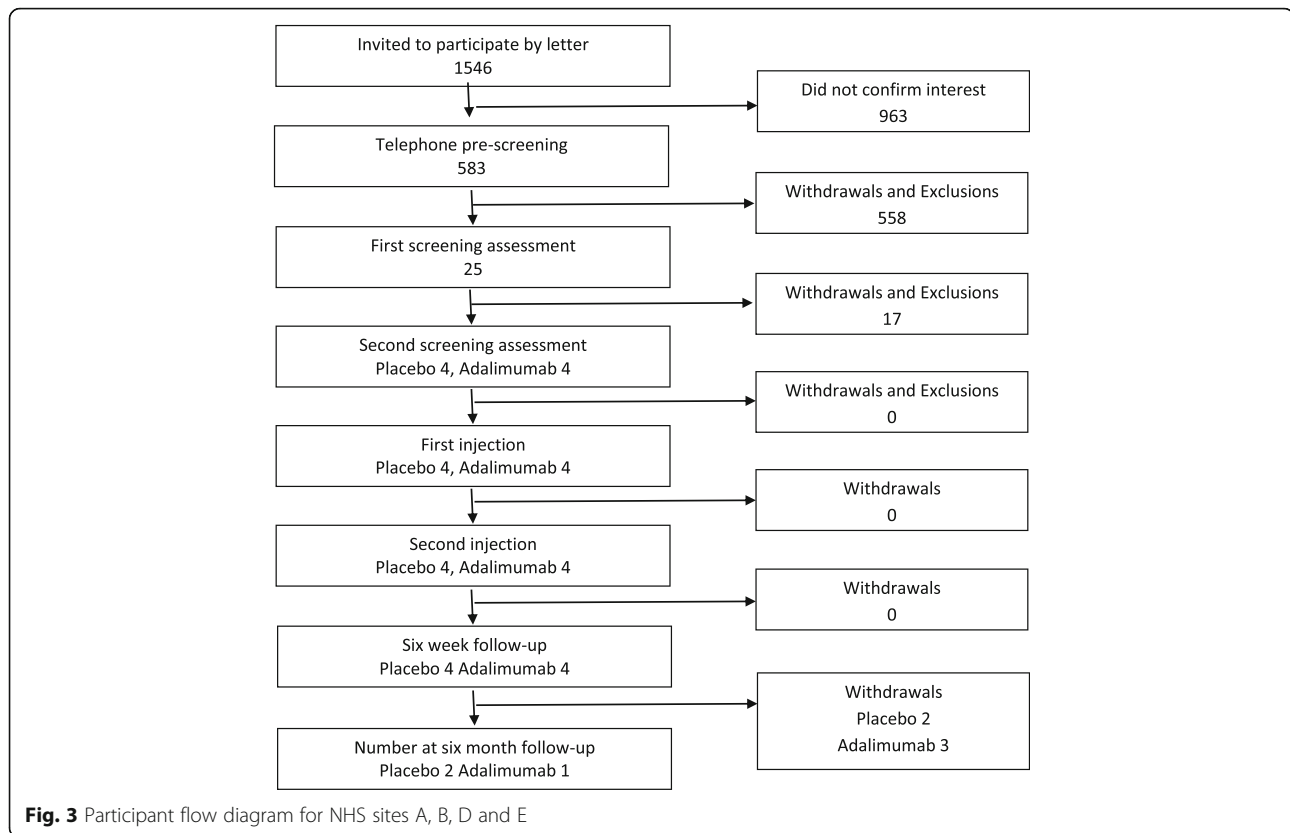 Invited to participate by letter
1546
Did not confirm interest
963
Telephone pre-screening
583
Withdrawals and Exclusions
558
First screening assessment
25
Withdrawals and Exclusions
17
Second screening assessment
Placebo 4, Adalimumab 4
Withdrawals and Exclusions
0
First injection
Placebo 4, Adalimumab 4
Withdrawals
0
Second injection
Placebo 4, Adalimumab 4
Withdrawals
0
Six week follow-up
Placebo 4 Adalimumab 4
Withdrawals
Placebo 2
Adalimumab 3
Number at six month follow-up
Placebo 2 Adalimumab 1
Fig. 3 Participant flow diagram for NHS sites A, B, D and E